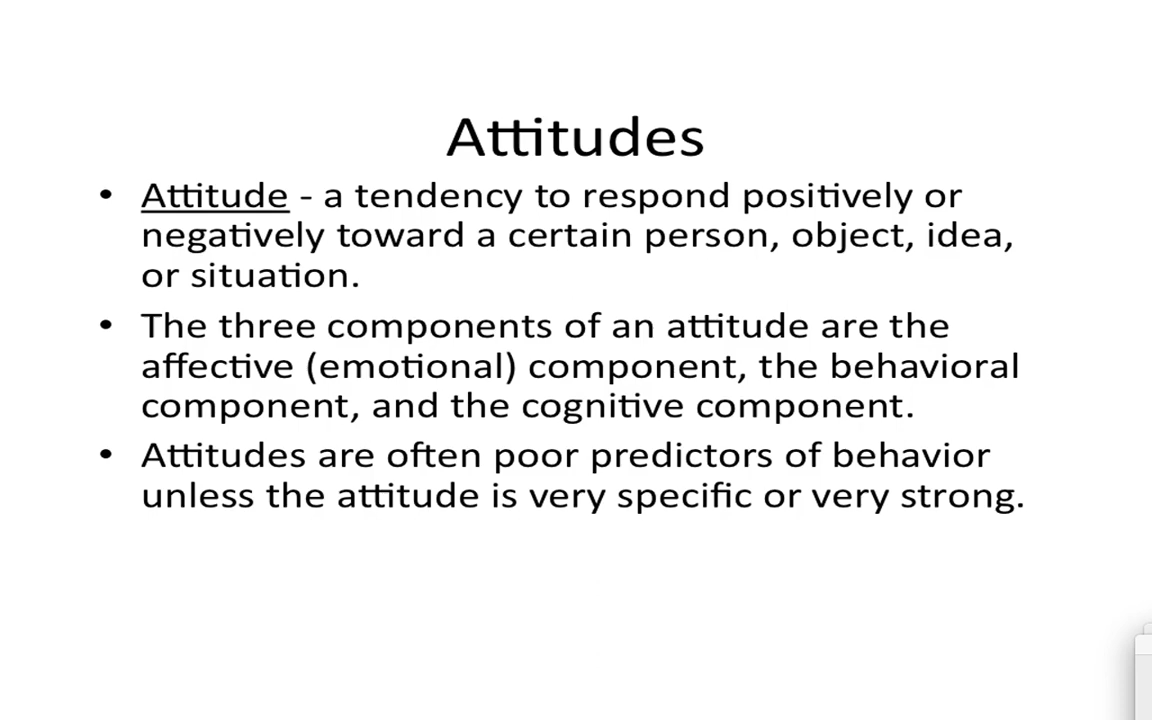 Attitudes
• Attitude - a tendency to respond positively or
negatively toward a certain person, object, idea,
or situation.
• The three components of an attitude are the
affective (emotional) component, the behavioral
component, and the cognitive component.
• Attitudes are often poor predictors of behavior
unless the attitude is very specific or very strong.